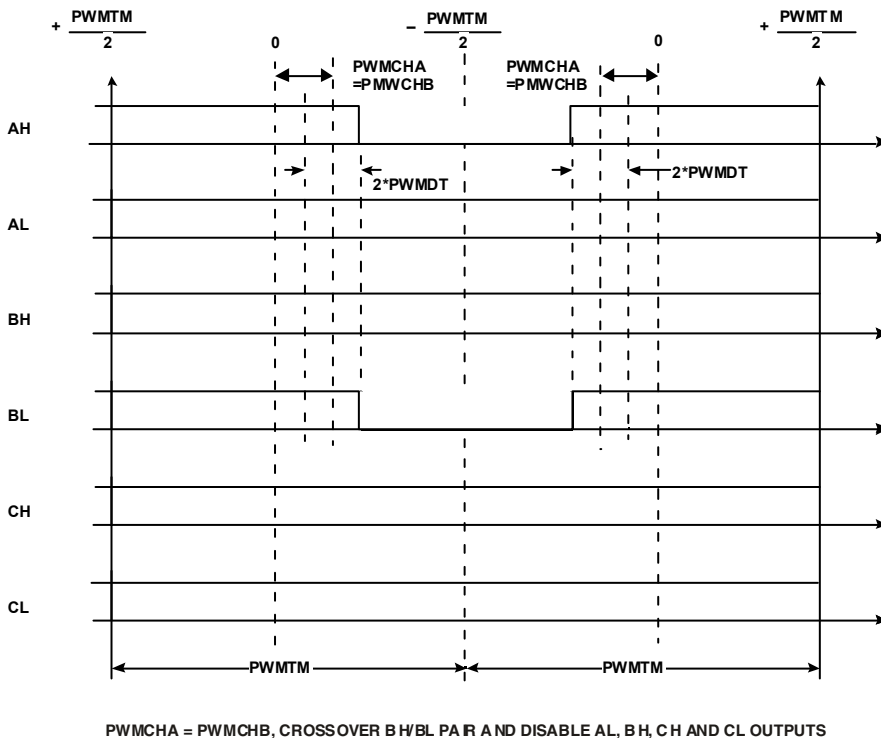 + PWMTM
2
0
− PWMTM
2
0
+ PWMTM
2
PWMCHA
=PMWCHB
PWMCHA
=PMWCHB
AH
2*PWMDT
2*PWMDT
AL
BH
BL
CH
CL
PWMTM
PWMTM
PWMCHA = PWMCHB, CROSSOVER BH/BL PAIR AND DISABLE AL, BH, CH AND CL OUTPUTS